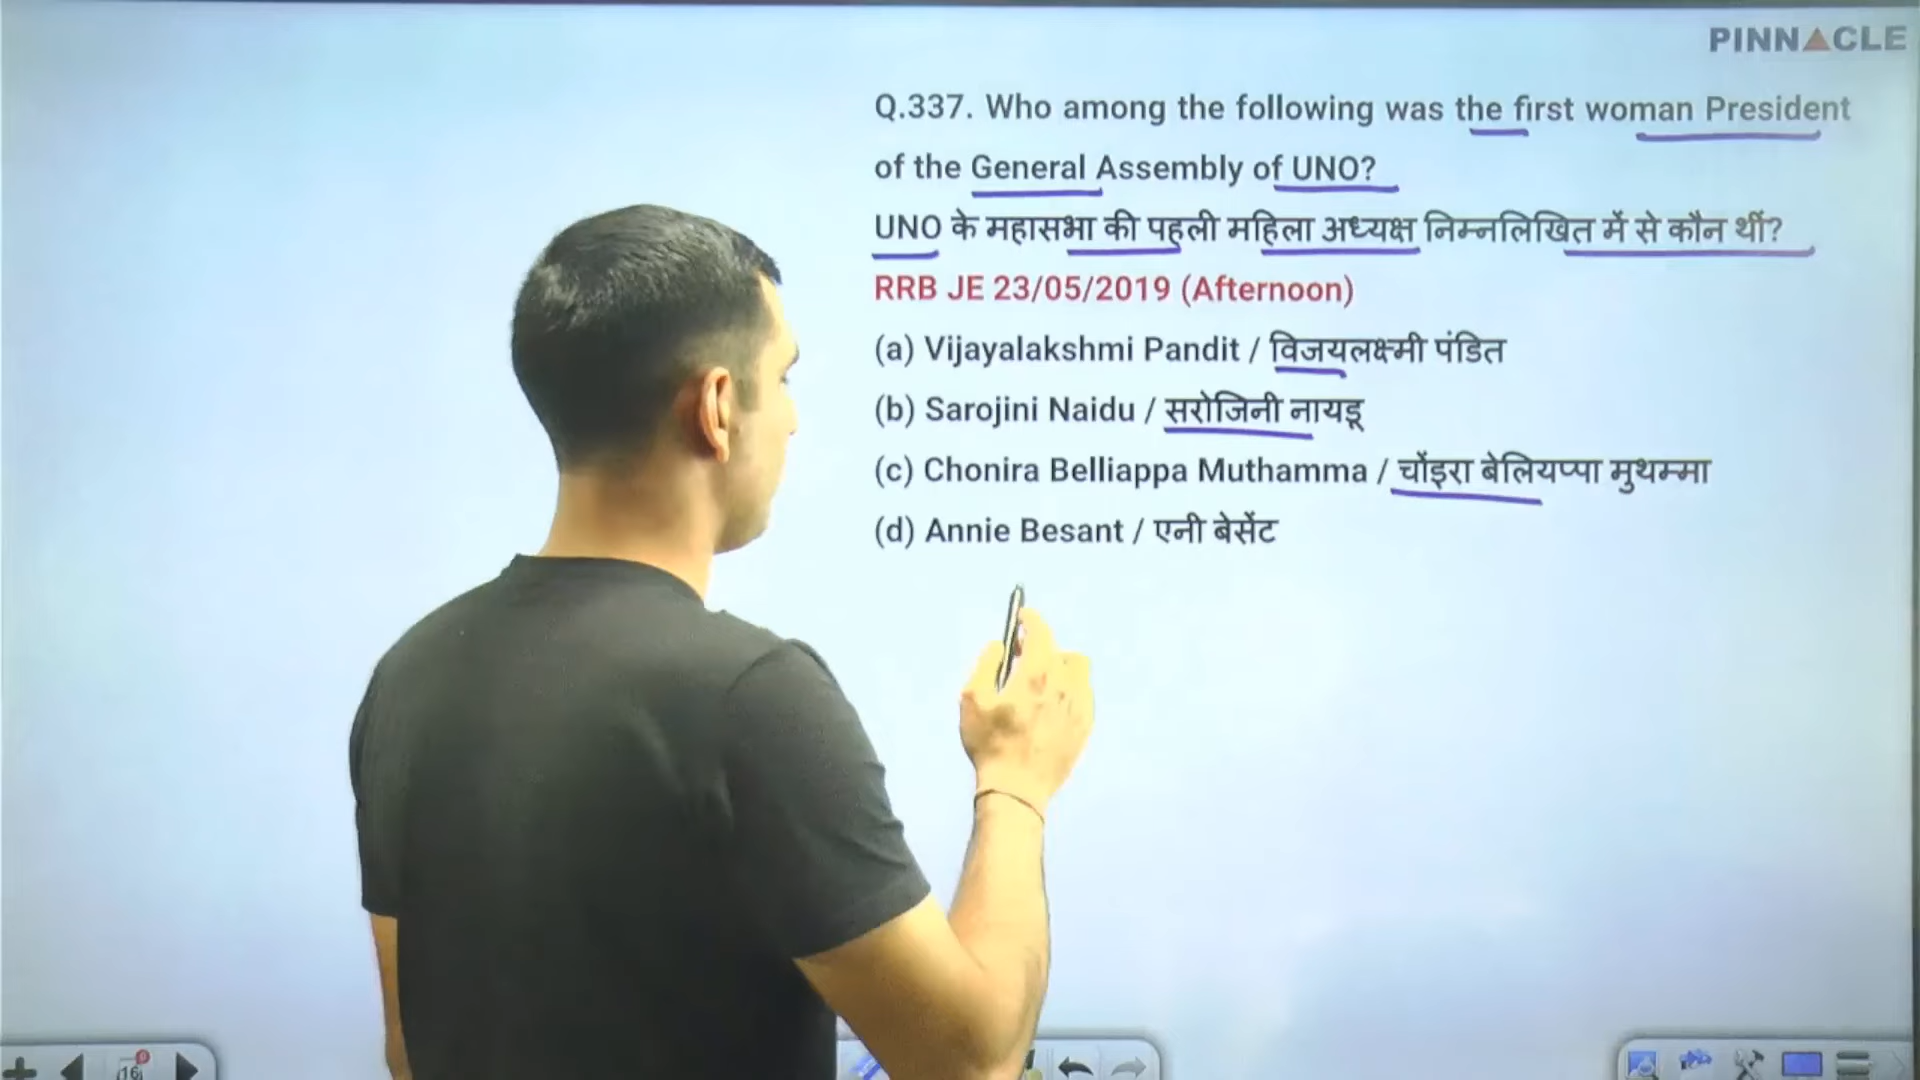 PINNACLE
Q.337. Who among the following was the first woman President
of the General Assembly of UNO?
UNO के महासभा की पहली महिला अध्यक्ष निम्नलिखित में से कौन थीं?
RRB JE 23/05/2019 (Afternoon)
(a) Vijayalakshmi Pandit / विजयलक्ष्मी पंडित
(b) Sarojini Naidu / सरोजिनी नायडू
(c) Chonira Belliappa Muthamma / चोंइरा बेलियप्पा मुथम्मा
(d) Annie Besant / एनी बेसेंट
16